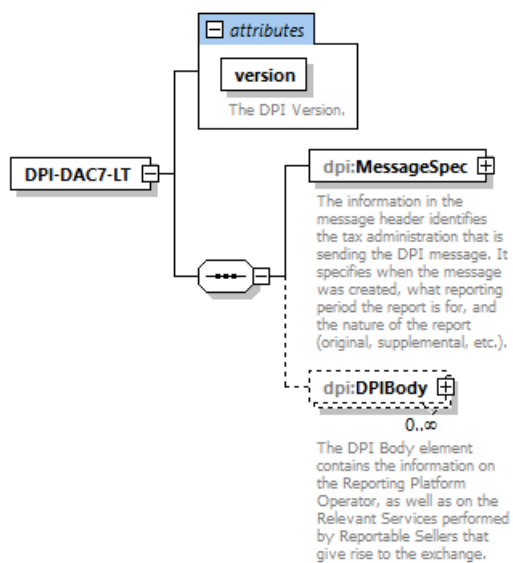 attributes
version
The DPI Version.
DPI-DAC7-LT
dpi:MessageSpec
The information in the
message header identifies
the tax administration that is
sending the DPI message. It
specifies when the message
was created, what reporting
period the report is for, and
the nature of the report
(original, supplemental, etc.).
dpi:DPIBody
0..∞
The DPI Body element
contains the information on
the Reporting Platform
Operator, as well as on the
Relevant Services performed
by Reportable Sellers that
give rise to the exchange.